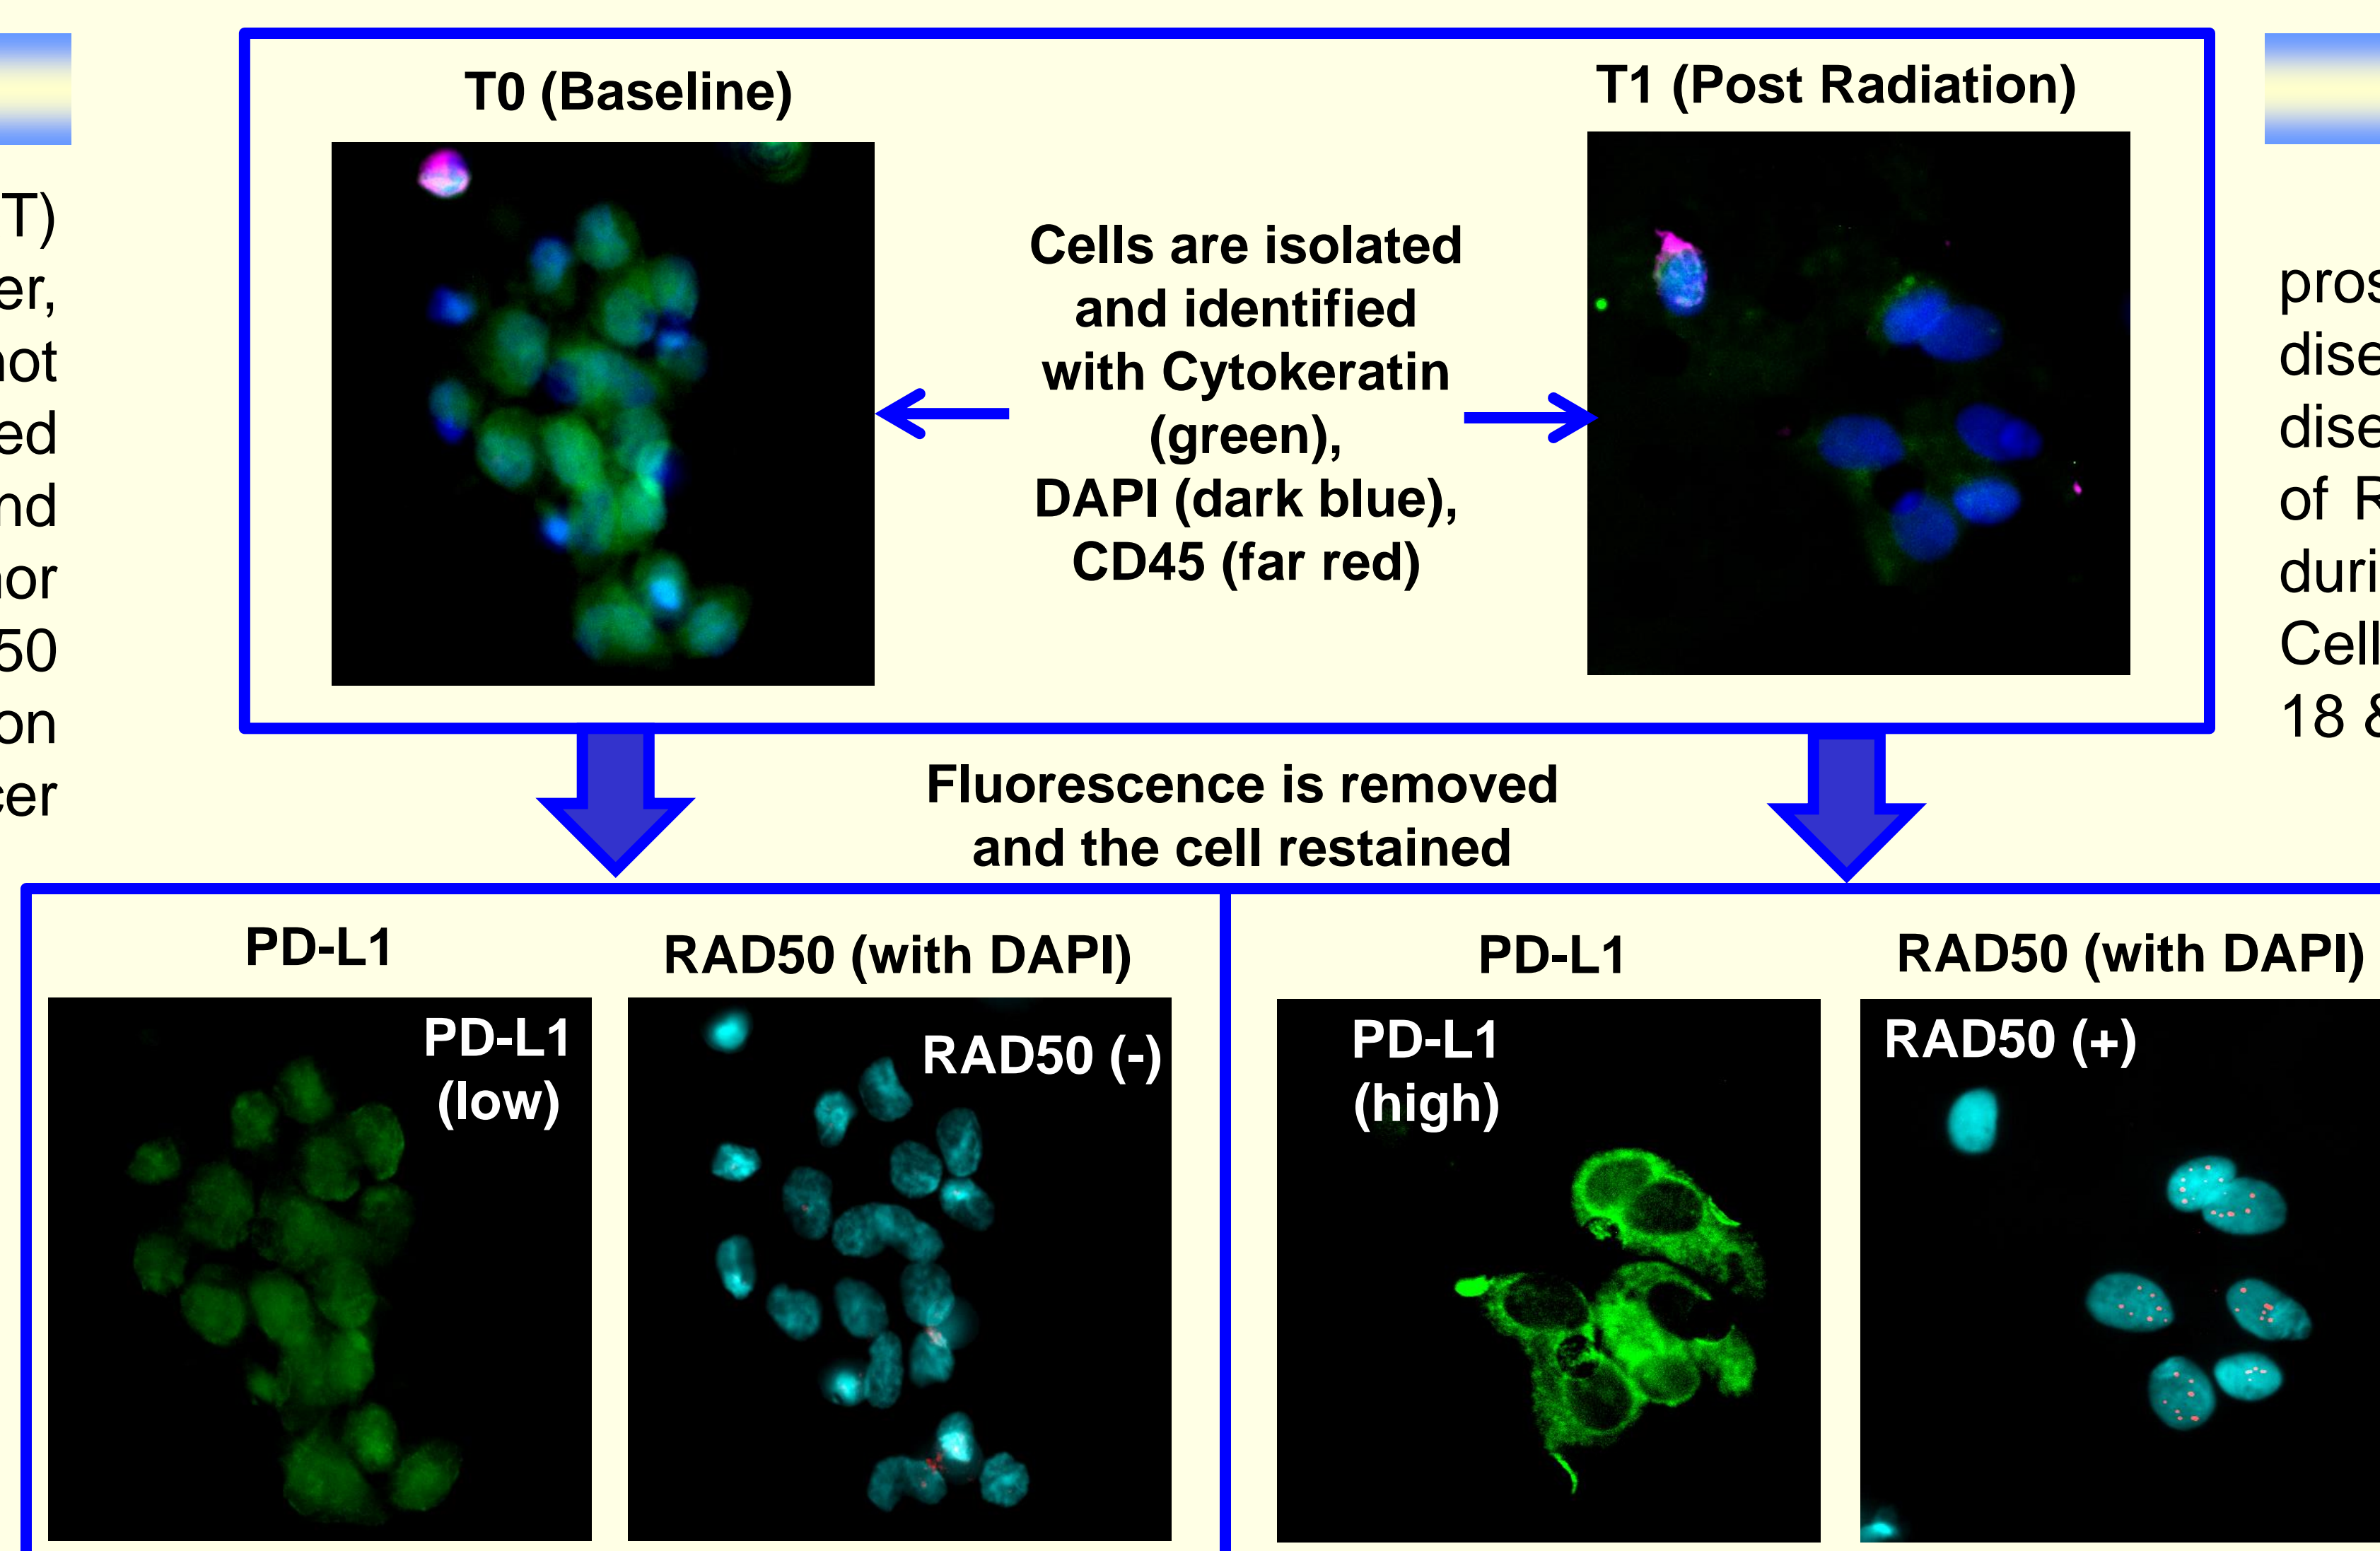 T0 (Baseline)
T1 (Post Radiation)
Cells are isolated
and identified
with Cytokeratin
(green),
DAPI (dark blue),
CD45 (far red)
Fluorescence is removed
and the cell restained
PD-L1
RAD50 (with DAPI)
PD-L1
RAD50 (with DAPI)
PD-L1
(low)
RAD50 (-)
PD-L1
(high)
RAD50 (+)
T)
er,
not
ed
nd
nor
50
on
cer
pros
dise
dise
of R
duri
Cell
18 &